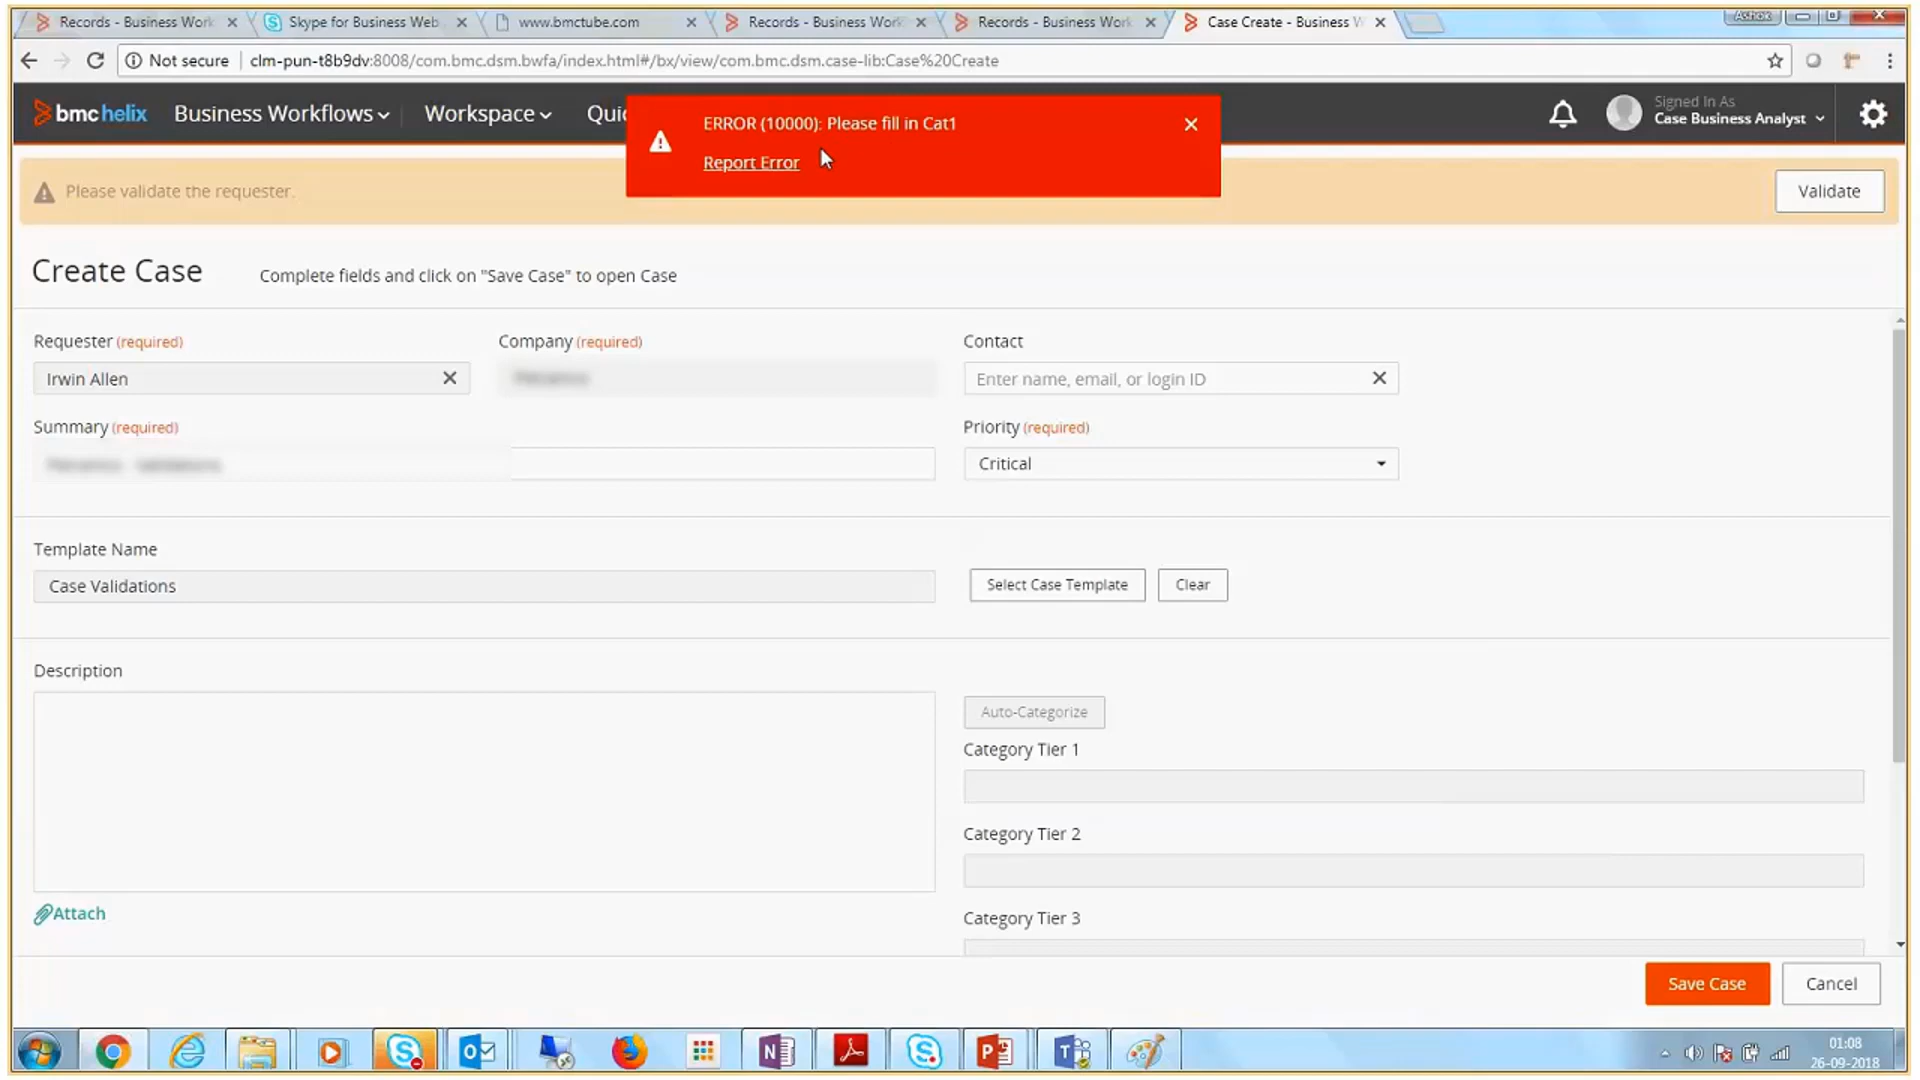 Records - Business Work
Skype for Business Web
www.bmctube.com
Records - Business Work
Records - Business Work
Case Create - Business W
Ashok
Not secure
clm-pun-t8b9dv:8008/com.bmc.dsm.bwfa/index.html#/bx/view/com.bmc.dsm.case-lib:Case%20Create
bmchelix
Business Workflows
Workspace
Quic
ERROR (10000): Please fill in Cat1
Report Error
Signed In As
Case Business Analyst
Please validate the requester.
Validate
Create Case
Complete fields and click on "Save Case" to open Case
Requester (required)
Company (required)
Contact
Irwin Allen
Enter name, email, or login ID
Summary (required)
Priority (required)
Critical
Template Name
Case Validations
Select Case Template
Clear
Description
Auto-Categorize
Category Tier 1
Category Tier 2
Attach
Category Tier 3
Save Case
Cancel
01:08
26-09-2018